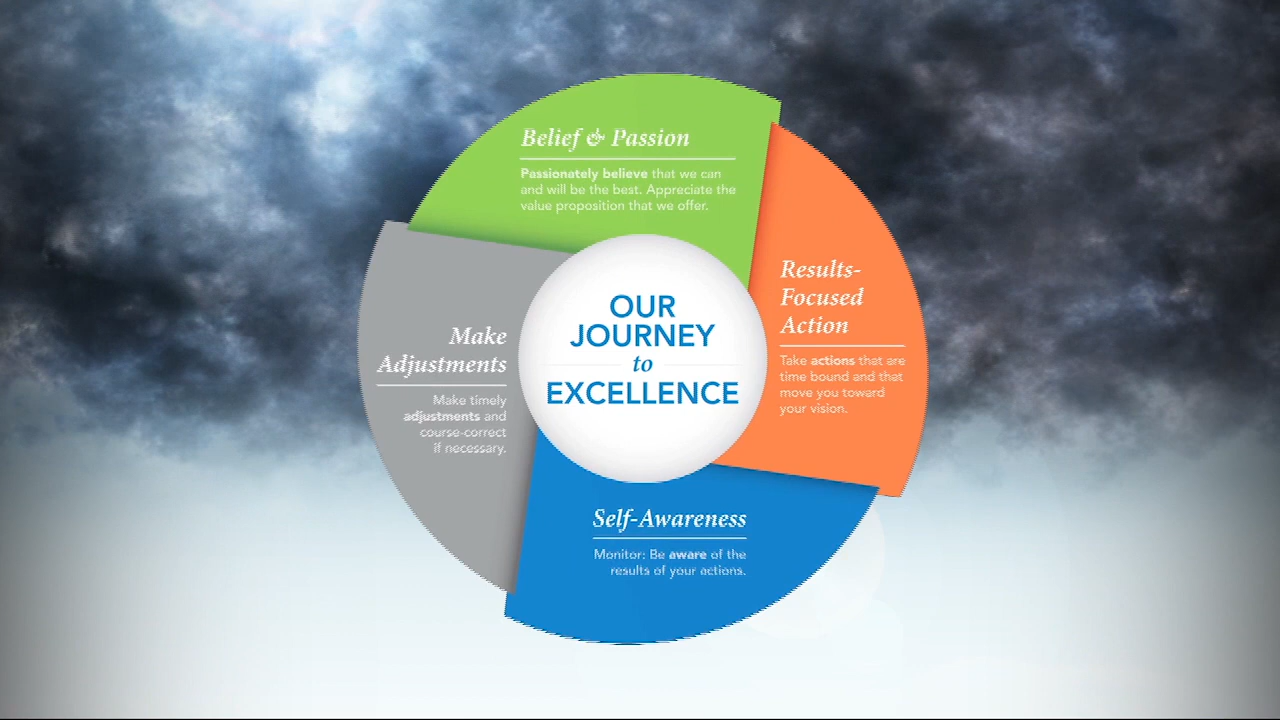 Belief & Passion
Passionately believe that we can
and will be the best. Appreciate the
value proposition that we offer.
Results-
Focused
Action
Take actions that are
time bound and that
move you toward
your vision.
Self-Awareness
Monitor: Be aware of the
results of your actions.
Make
Adjustments
Make timely
adjustments and
course-correct
if necessary.
OUR
JOURNEY
to
EXCELLENCE